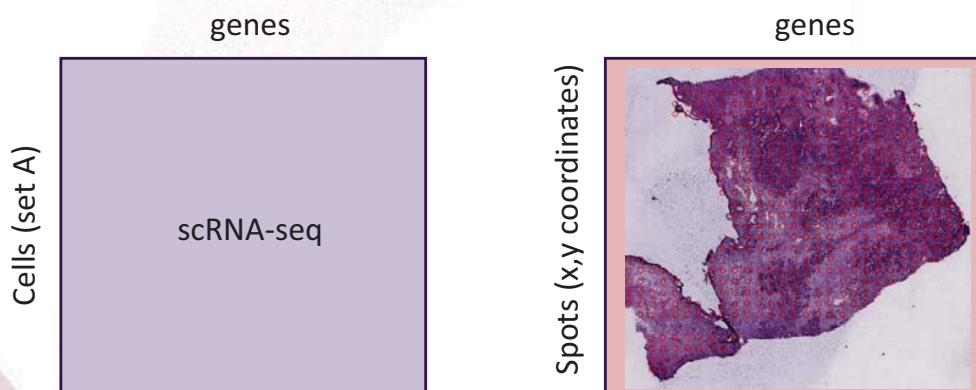 genes
genes
Cells (set A)
scRNA-seq
Spots (x,y coordinates)